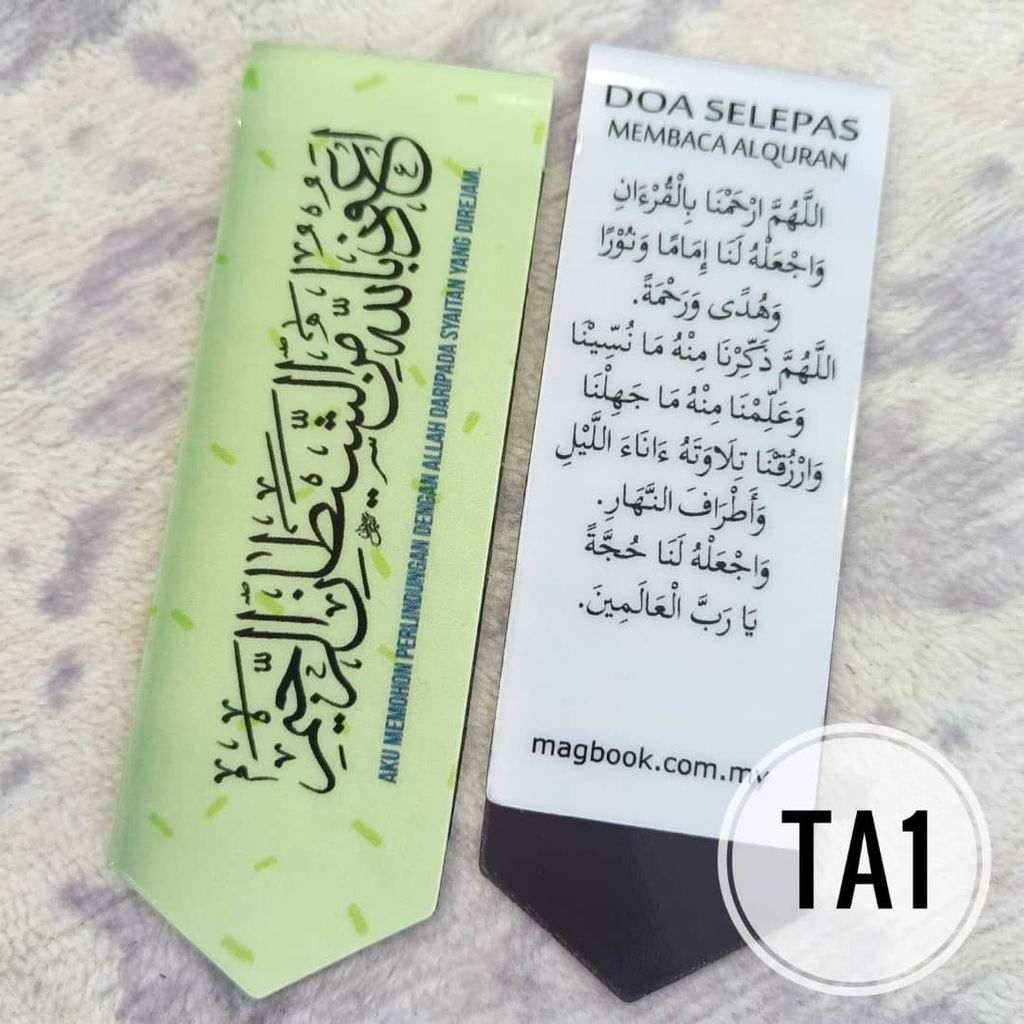 أعوذ بالله من الشيطان الرجيم
AKU MEMOHON PERLINDUNGAN DENGAN ALLAH DARIPADA SYAITAN YANG DIREJAM.
DOA SELEPAS
MEMBACA ALQURAN
اللَّهُمَّ ارْحَمْنَا بِالْقُرْءَانِ
وَاجْعَلْهُ لَنَا إِمَامًا وَنُوْرًا
وَهُدًى وَرَحْمَةً.
اللَّهُمَّ ذَكِّرْنَا مِنْهُ مَا نُسِّيْنَا
وَعَلِّمْنَا مِنْهُ مَا جَهِلْنَا
وَارْزُقْنَا تِلَاوَتَهُ ءَانَاءَ اللَّيْلِ
وَأَطْرَافَ النَّهَارِ.
وَاجْعَلْهُ لَنَا حُجَّةً
يَا رَبَّ الْعَالَمِينَ.
magbook.com.my
TA1